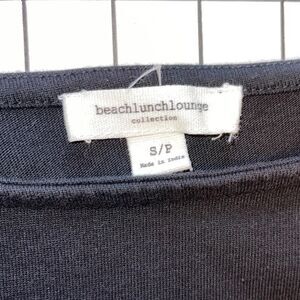 beachlunchlounge
collection
S/P
Made in India